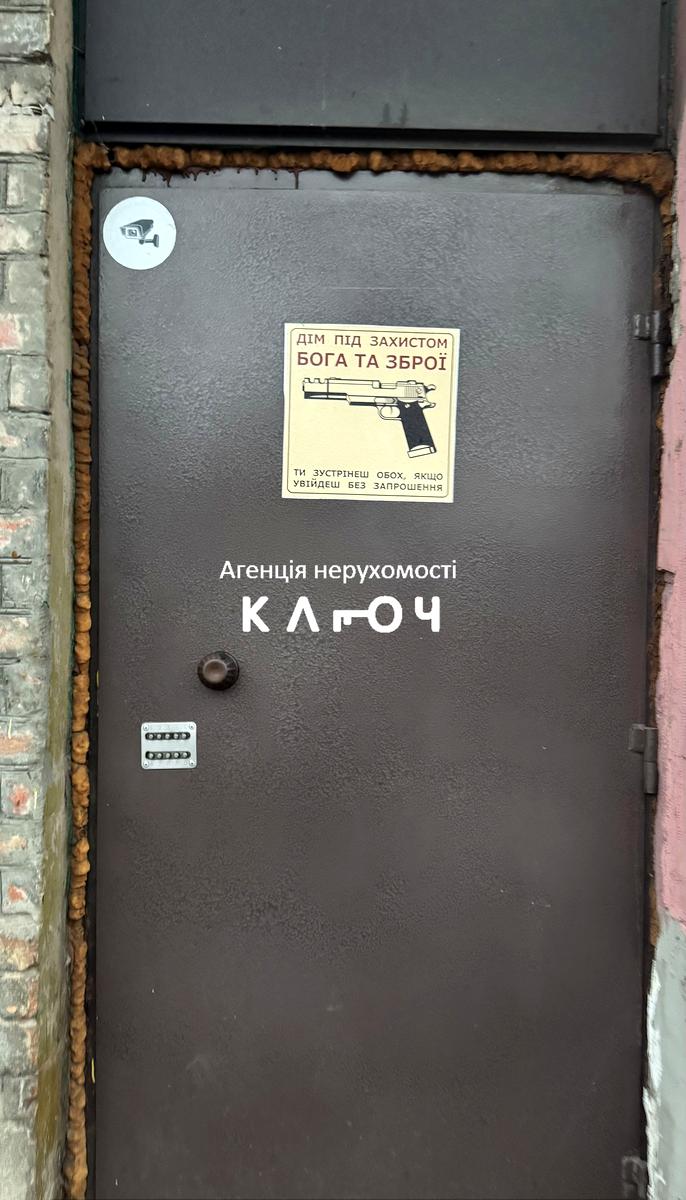 ДІМ ПІД ЗАХИСТОМ
БОГА ТА ЗБРОЇ
ТИ ЗУСТРІНЕШ ОБОХ, ЯКЩО
УВІЙДЕШ БЕЗ ЗАПРОШЕННЯ
Агенція нерухомості
КЛЮЧ